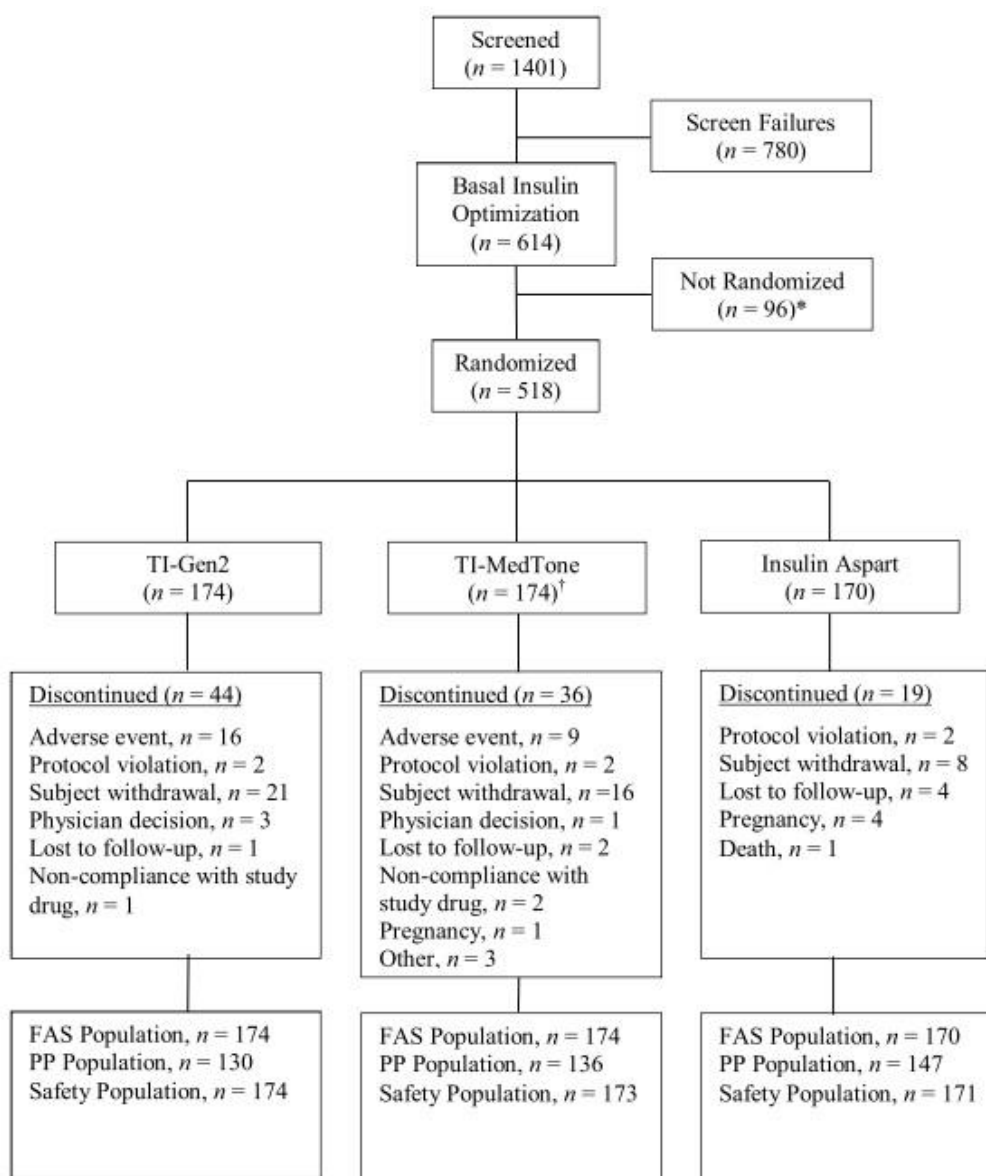 Screened
(n = 1401)
Screen Failures
(n = 780)
Basal Insulin
Optimization
(n = 614)
Not Randomized
(n = 96)*
Randomized
(n = 518)
TI-Gen2
(n = 174)
TI-MedTone
(n = 174)†
Insulin Aspart
(n = 170)
Discontinued (n = 44)
Adverse event, n = 16
Protocol violation, n = 2
Subject withdrawal, n = 21
Physician decision, n = 3
Lost to follow-up, n = 1
Non-compliance with study
drug, n = 1
Discontinued (n = 36)
Adverse event, n = 9
Protocol violation, n = 2
Subject withdrawal, n =16
Physician decision, n = 1
Lost to follow-up, n = 2
Non-compliance with
study drug, n = 2
Pregnancy, n = 1
Other, n = 3
Discontinued (n = 19)
Protocol violation, n = 2
Subject withdrawal, n = 8
Lost to follow-up, n = 4
Pregnancy, n = 4
Death, n = 1
FAS Population, n = 174
PP Population, n = 130
Safety Population, n = 174
FAS Population, n = 174
PP Population, n = 136
Safety Population, n = 173
FAS Population, n = 170
PP Population, n = 147
Safety Population, n = 171